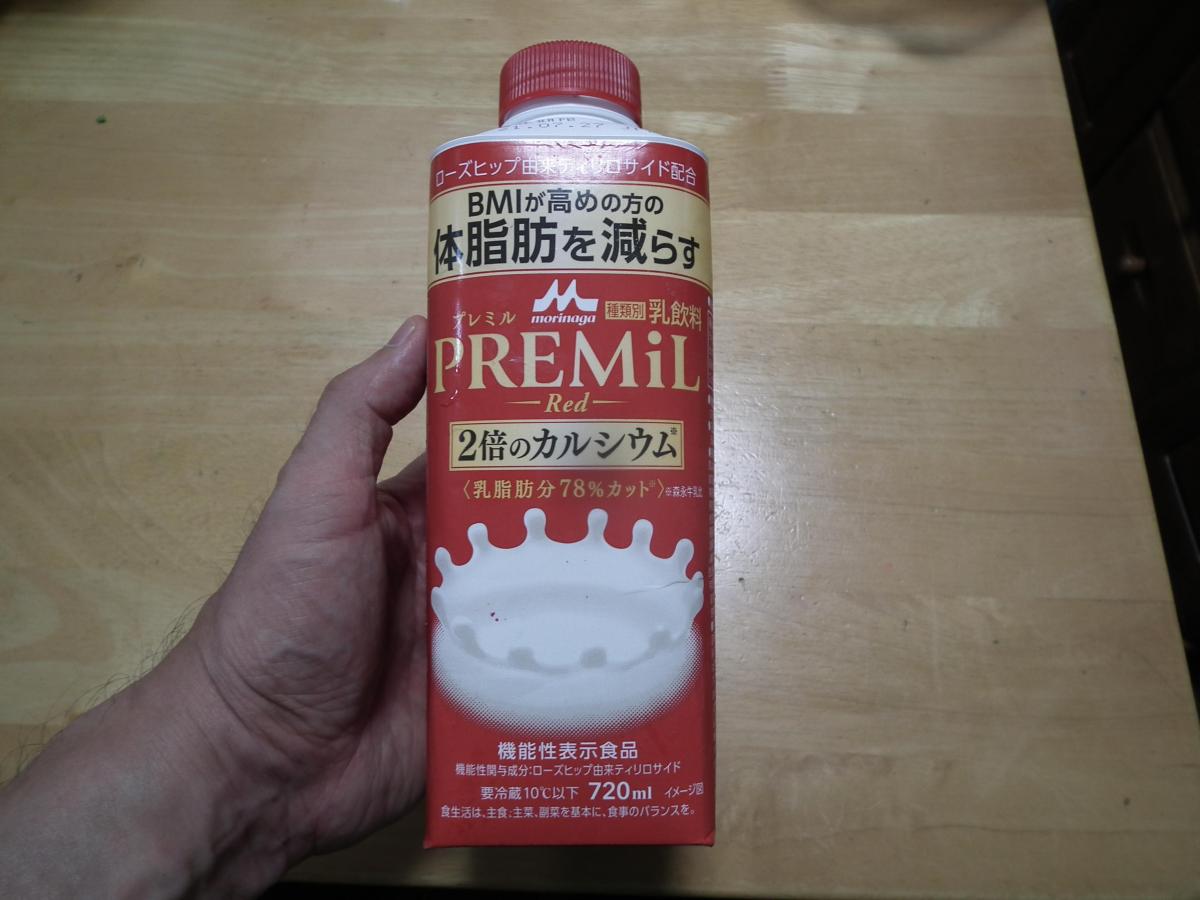 1.07.27
ローズヒップ由来ティリロサイド配合
BMIが高めの方の
体脂肪を減らす
morinaga
種類別 乳飲料
プレミル
PREMiL
Red
2倍のカルシウム※
〈乳脂肪分78%カット※〉※森永牛乳比
機能性表示食品
機能性関与成分:ローズヒップ由来ティリロサイド
要冷蔵10℃以下 720ml イメージ図
食生活は、主食、主菜、副菜を基本に、食事のバランスを。